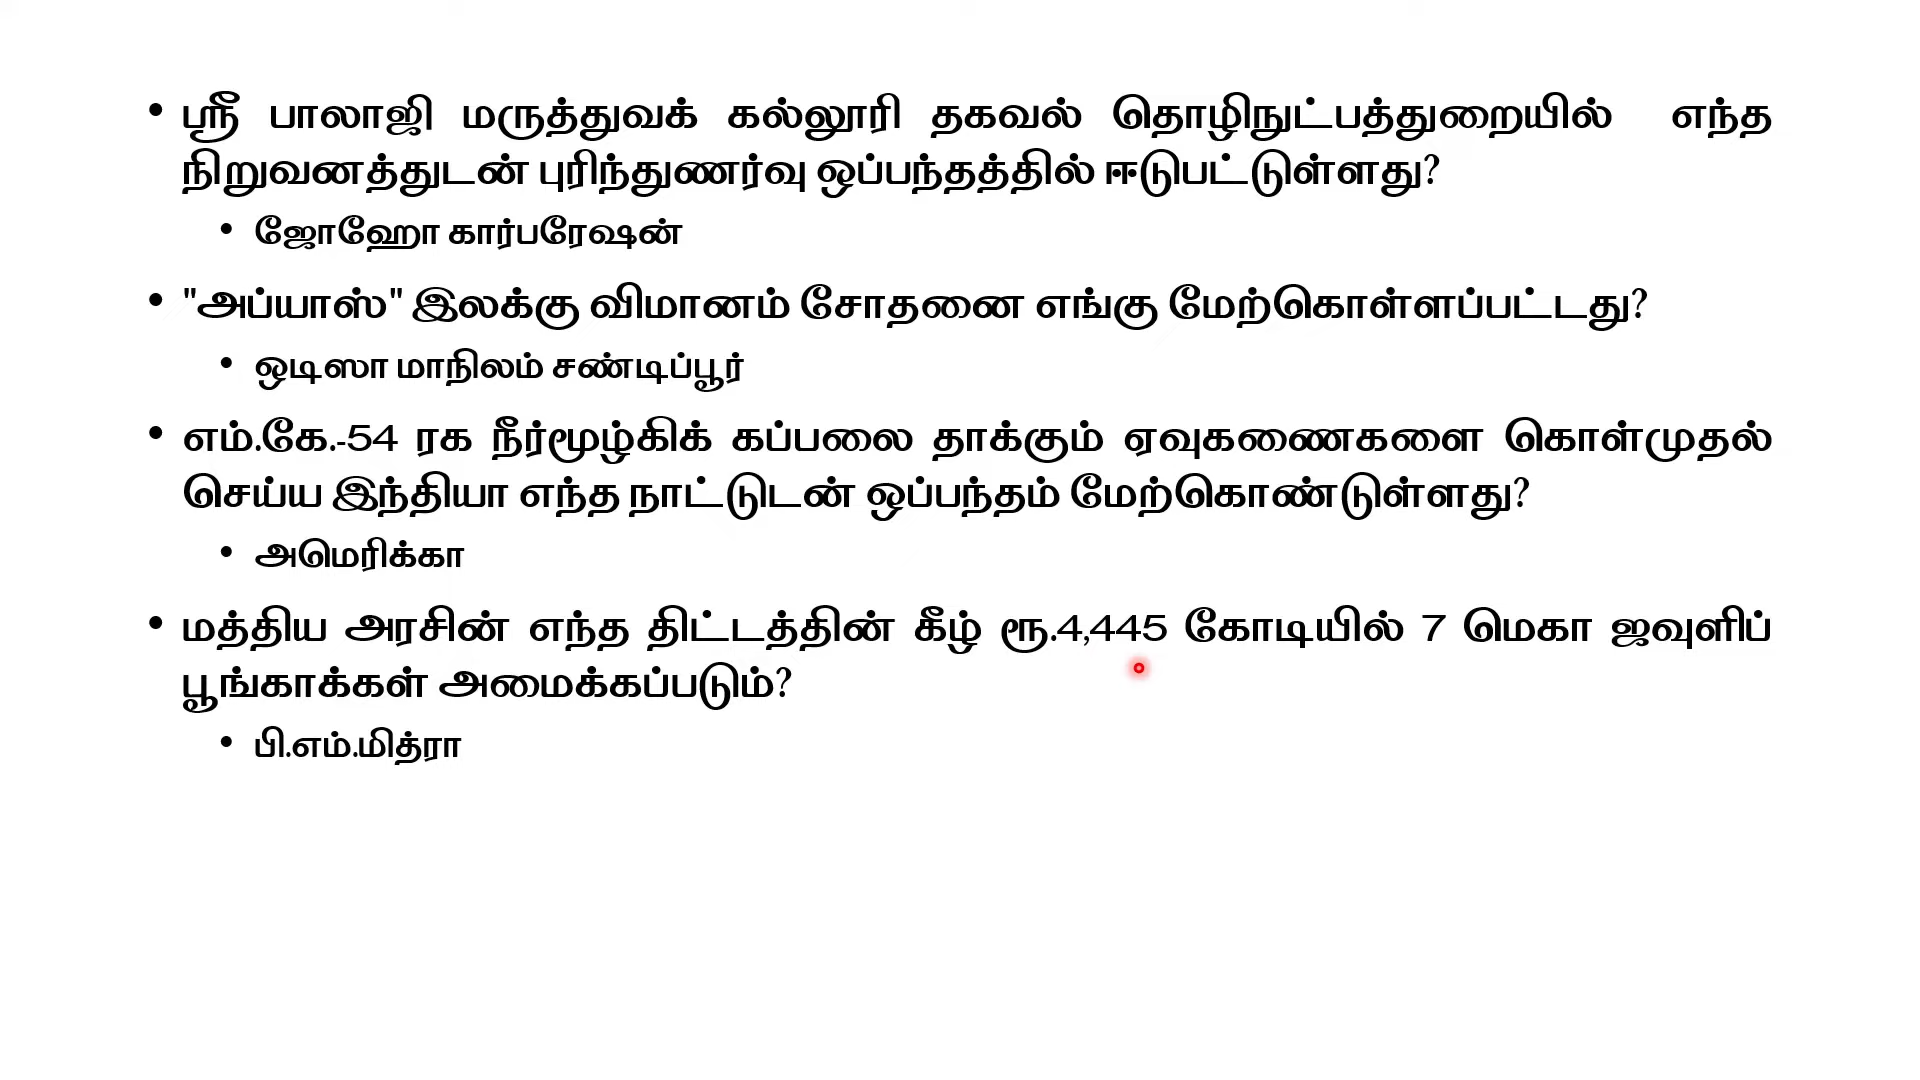 • ஸ்ரீ பாலாஜி மருத்துவக் கல்லூரி தகவல் தொழிநுட்பத்துறையில் எந்த
நிறுவனத்துடன் புரிந்துணர்வு ஒப்பந்தத்தில் ஈடுபட்டுள்ளது?
• ஜோஹோ கார்பரேஷன்
• "அப்யாஸ்" இலக்கு விமானம் சோதனை எங்கு மேற்கொள்ளப்பட்டது?
• ஒடிஸா மாநிலம் சண்டிப்பூர்
• எம்.கே.-54 ரக நீர்மூழ்கிக் கப்பலை தாக்கும் ஏவுகணைகளை கொள்முதல்
செய்ய இந்தியா எந்த நாட்டுடன் ஒப்பந்தம் மேற்கொண்டுள்ளது?
• அமெரிக்கா
• மத்திய அரசின் எந்த திட்டத்தின் கீழ் ரூ.4,445 கோடியில் 7 மெகா ஜவுளிப்
பூங்காக்கள் அமைக்கப்படும்?
• பி.எம்.மித்ரா